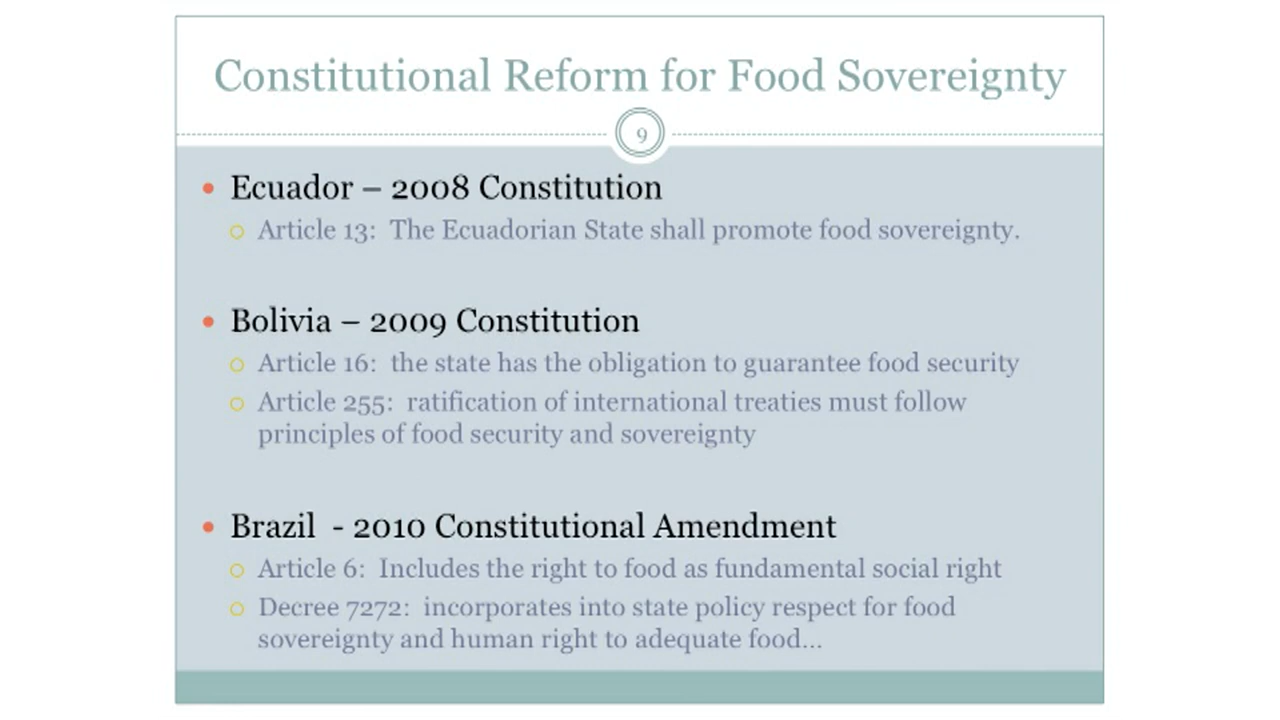 Constitutional Reform for Food Sovereignty
9
Ecuador – 2008 Constitution
Article 13: The Ecuadorian State shall promote food sovereignty.
Bolivia – 2009 Constitution
Article 16: the state has the obligation to guarantee food security
Article 255: ratification of international treaties must follow
principles of food security and sovereignty
Brazil - 2010 Constitutional Amendment
Article 6: Includes the right to food as fundamental social right
Decree 7272: incorporates into state policy respect for food
sovereignty and human right to adequate food...